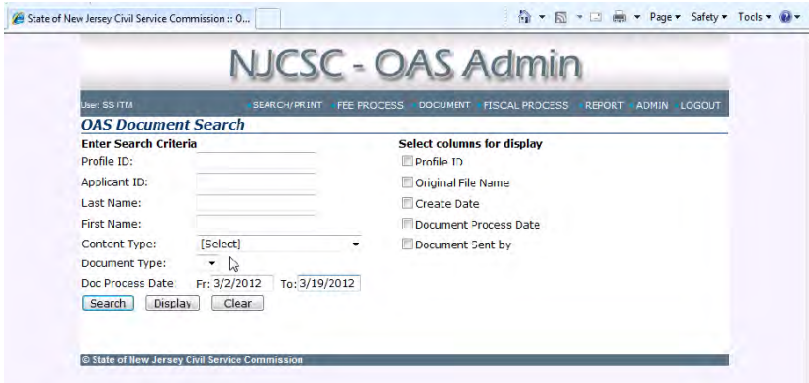 State of New Jersey Civil Service Commission :: O...
Page Safety Tools
NJCSC - OAS Admin
User: SS ITM SEARCH/PRINT FEE PROCESS DOCUMENT FISCAL PROCESS REPORT ADMIN LOGOUT
OAS Document Search
Enter Search Criteria Select columns for display
Profile ID: Profile ID
Applicant ID: Original File Name
Last Name: Create Date
First Name: Document Process Date
Content Type: [Select] Document Sent by
Document Type:
Doc Process Date Fr: 3/2/2012 To: 3/19/2012
Search Display Clear
© State of New Jersey Civil Service Commission